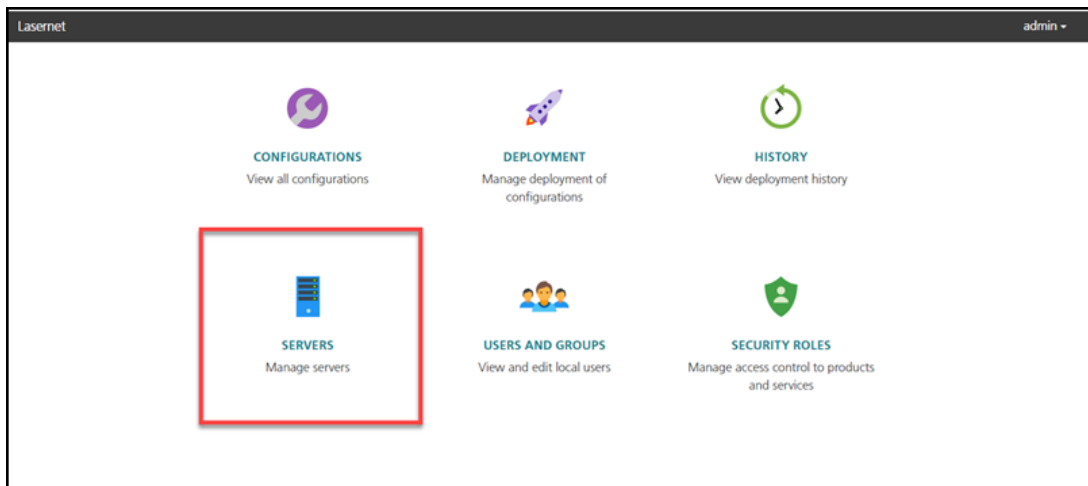 Lasernet
admin
CONFIGURATIONS
View all configurations
DEPLOYMENT
Manage deployment of
configurations
HISTORY
View deployment history
SERVERS
Manage servers
USERS AND GROUPS
View and edit local users
SECURITY ROLES
Manage access control to products
and services